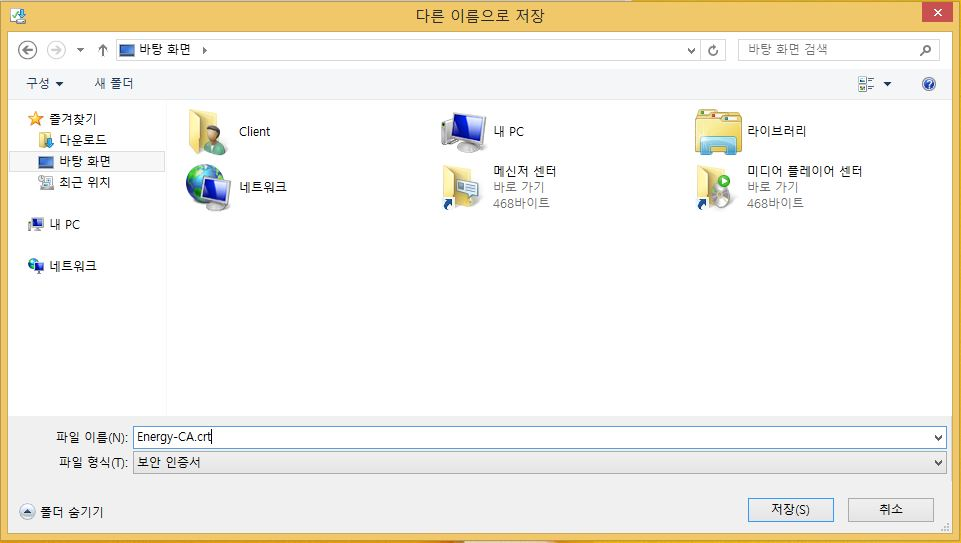 다른 이름으로 저장
바탕 화면
바탕 화면 검색
구성
새 폴더
즐겨찾기
다운로드
바탕 화면
최근 위치
내 PC
네트워크
Client
내 PC
라이브러리
네트워크
메신저 센터
바로 가기
468바이트
미디어 플레이어 센터
바로 가기
468바이트
파일 이름(N):
Energy-CA.crt
파일 형식(T):
보안 인증서
폴더 숨기기
저장(S)
취소